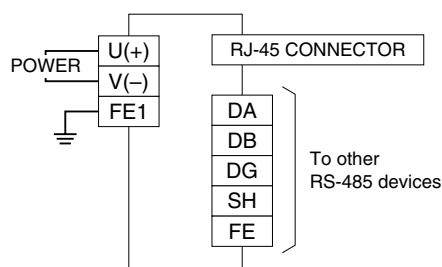 POWER
U(+)
V(–)
FE1
RJ-45 CONNECTOR
DA
DB
DG
SH
FE
To other
RS-485 devices